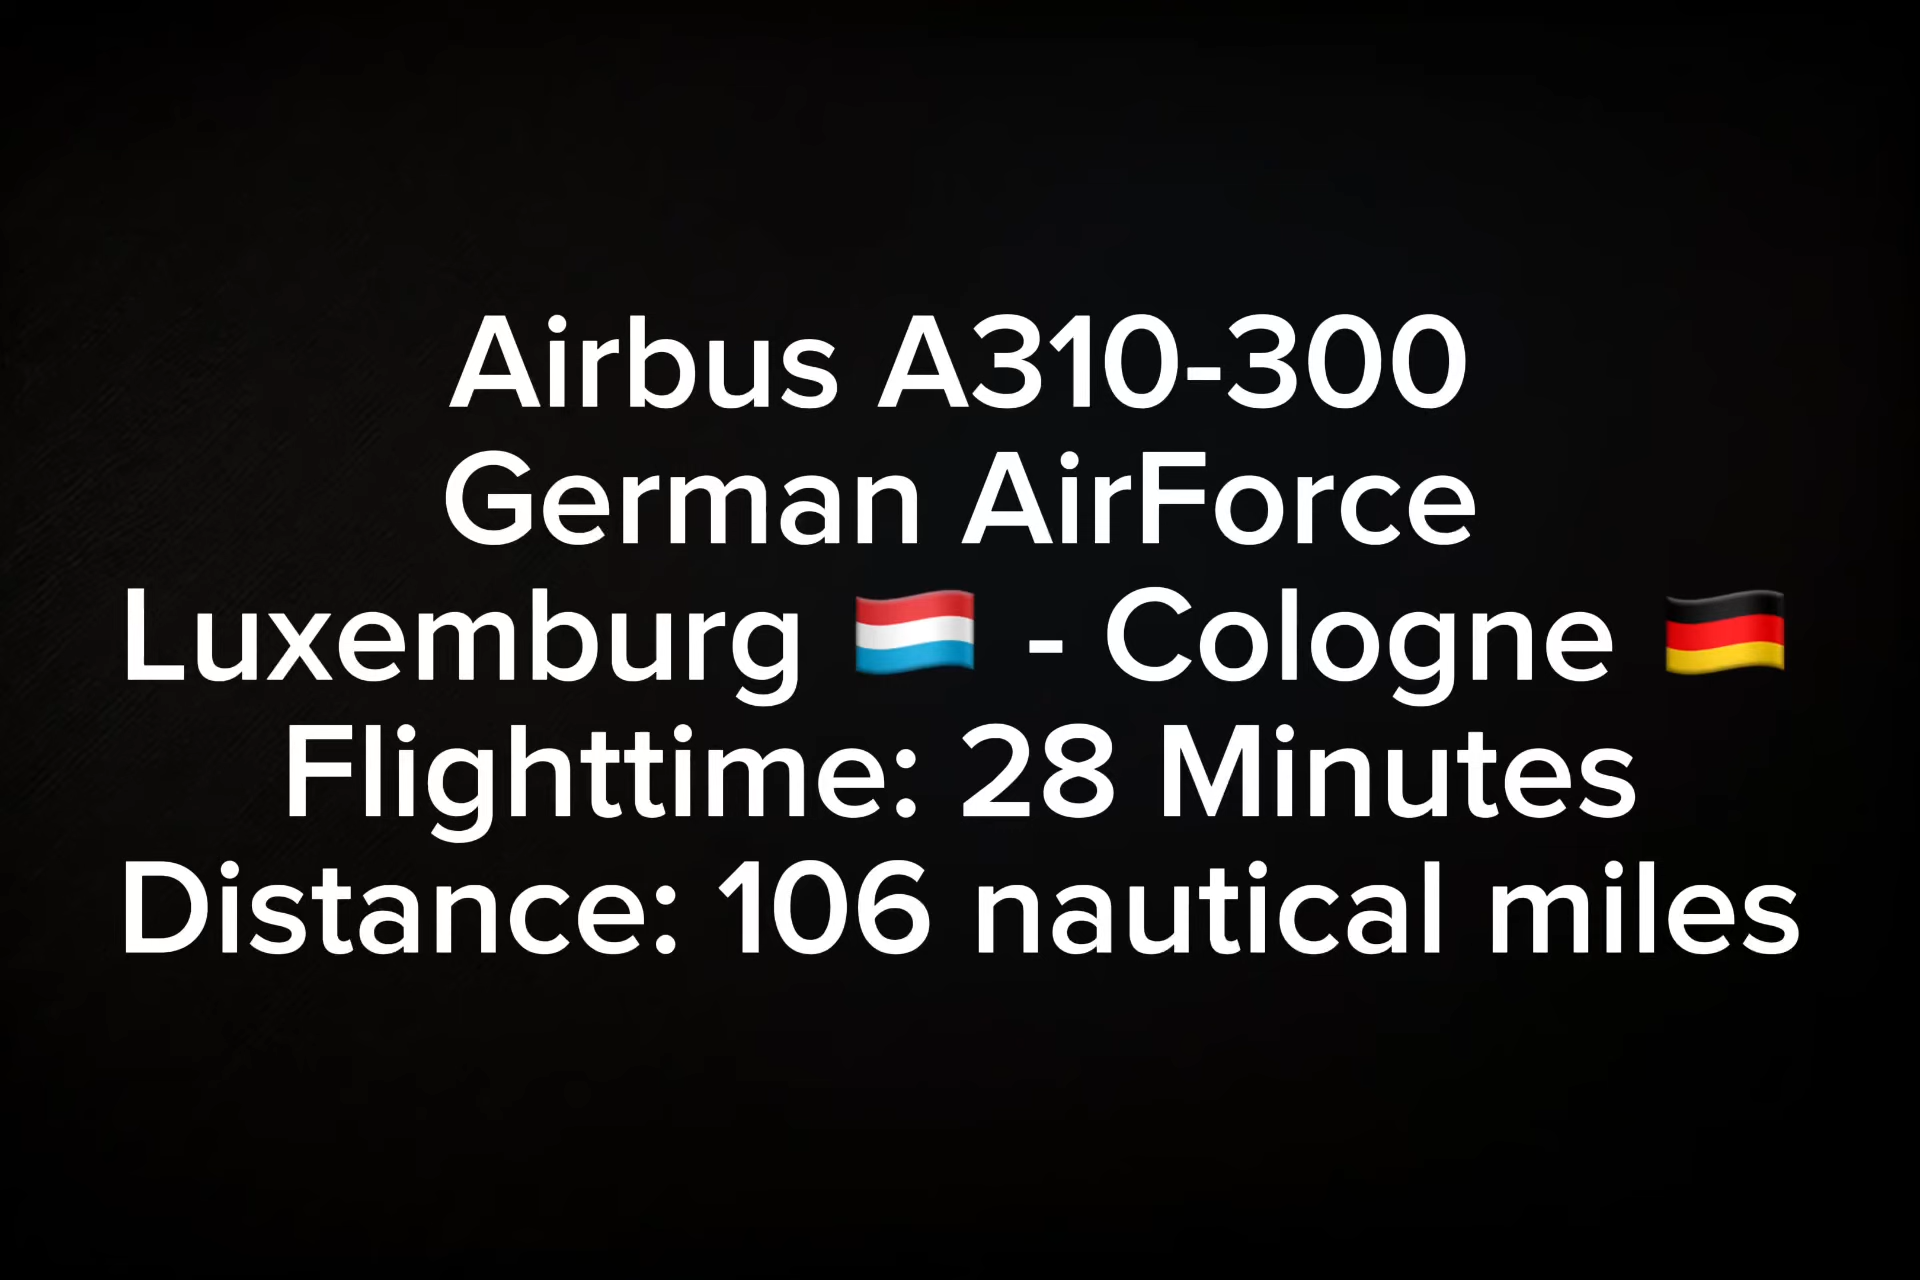 Airbus A310-300
German AirForce
Luxemburg 🇱🇺 - Cologne 🇩🇪
Flighttime: 28 Minutes
Distance: 106 nautical miles